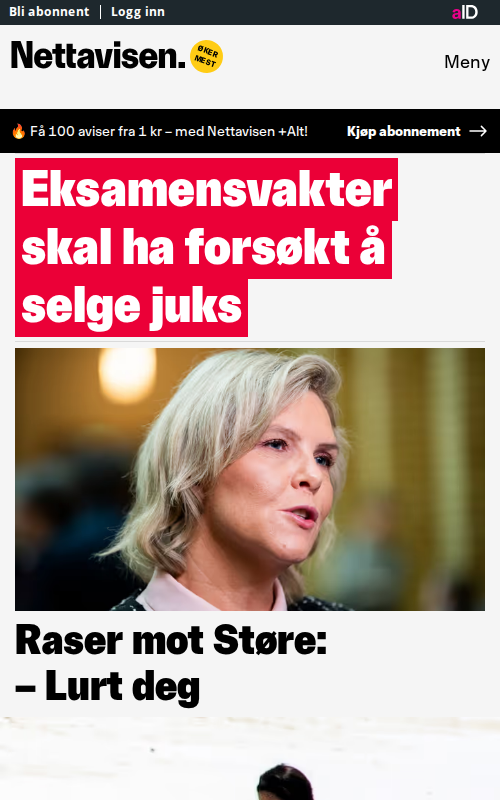 Bli abonnent | Logg inn
aID
Nettavisen.
ØKER
MEST
Meny
🔥 Få 100 aviser fra 1 kr – med Nettavisen +Alt!
Kjøp abonnement →
Eksamensvakter
skal ha forsøkt å
selge juks
Raser mot Støre:
– Lurt deg